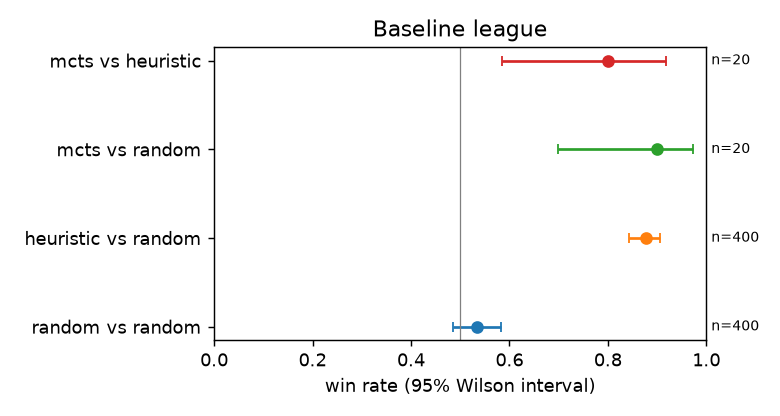 Baseline league
mcts vs heuristic
n=20
mcts vs random
n=20
heuristic vs random
n=400
random vs random
n=400
0.0 0.2 0.4 0.6 0.8 1.0
win rate (95% Wilson interval)